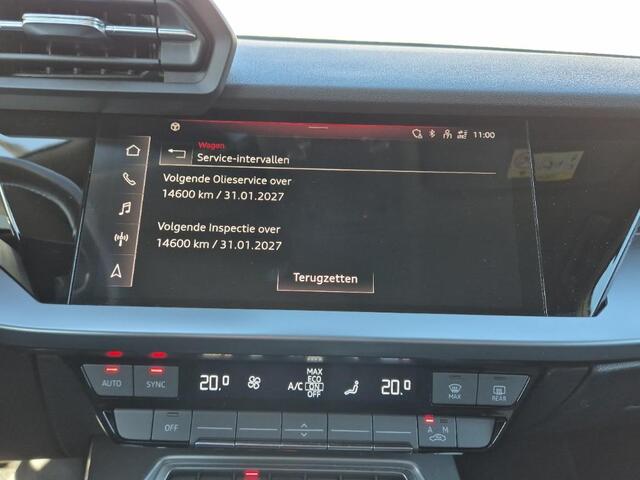 11:00
Wagen
Service-intervallen
Volgende Olieservice over
14600 km / 31.01.2027
Volgende Inspectie over
14600 km / 31.01.2027
Terugzetten
AUTO
SYNC
20.0
A/C
MAX
ECO
ON
OFF
20.0
MAX
REAR
OFF
A M